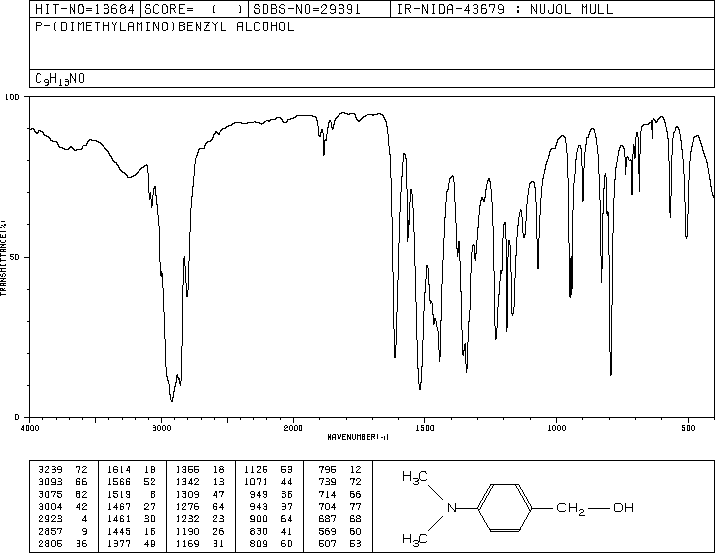 HIT-NO=13684 SCORE= ( ) SDBS-NO=29391 IR-NIDA-43679 : NUJOL MULL
P-(DIMETHYLAMINO)BENZYL ALCOHOL
C9H13NO
100
TRANSMITTANCE(%)
50
0
4000 3000 2000 1500 1000 500
WAVENUMBER(-1)
3239 72 1614 18 1356 18 1126 53 796 12
3093 66 1566 52 1342 13 1071 44 739 72
3075 62 1519 8 1309 47 949 36 714 66
3004 42 1467 27 1276 64 943 37 704 77
2923 4 1461 30 1232 23 900 64 687 68
2857 9 1445 16 1190 26 830 41 569 60
2806 36 1377 49 1169 31 809 60 507 53
H3C
N
H3C
CH2
OH